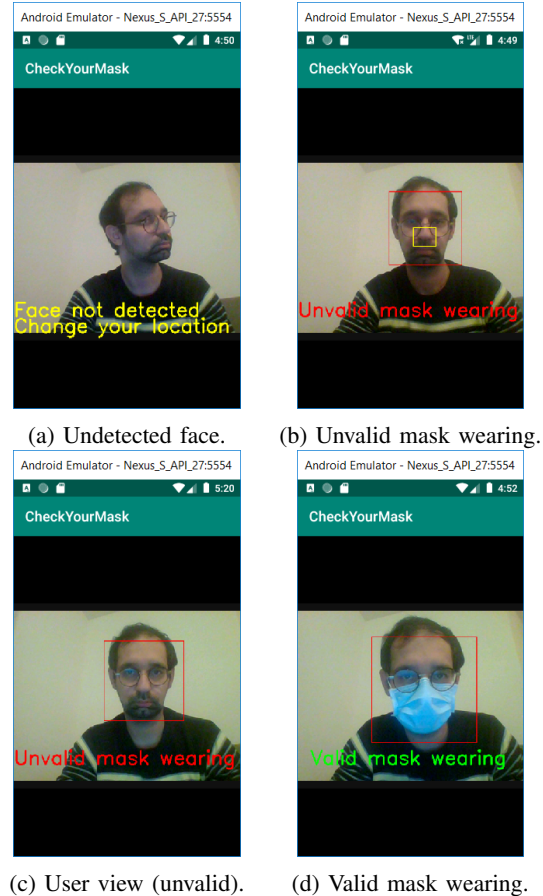 Android Emulator - Nexus_S_API_27:5554
A 4:50
CheckYourMask
Face not detected
Change your location
(a) Undetected face.
Android Emulator - Nexus_S_API_27:5554
A LTE 4:49
CheckYourMask
Unvalid mask wearing
(b) Unvalid mask wearing.
Android Emulator - Nexus_S_API_27:5554
A 5:20
CheckYourMask
Unvalid mask wearing
(c) User view (unvalid).
Android Emulator - Nexus_S_API_27:5554
A 4:52
CheckYourMask
Valid mask wearing
(d) Valid mask wearing.